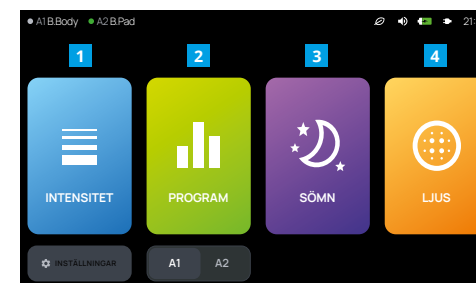 A1 B.Body A2 B.Pad 21:
1 2 3 4
INTENSITET PROGRAM SÖMN LJUS
INSTÄLLNINGAR A1 A2